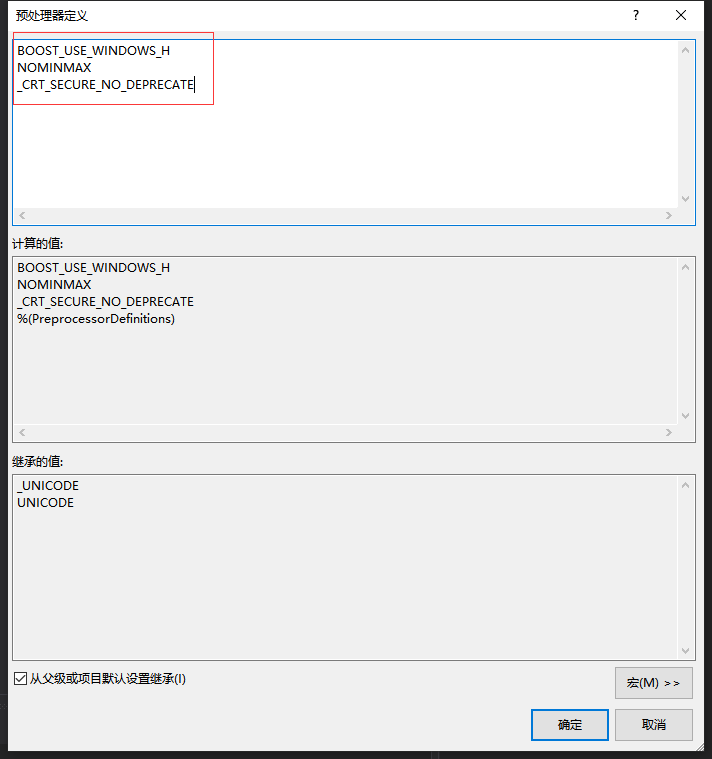 预处理器定义
?
BOOST_USE_WINDOWS_H
NOMINMAX
_CRT_SECURE_NO_DEPRECATE
计算的值:
BOOST_USE_WINDOWS_H
NOMINMAX
_CRT_SECURE_NO_DEPRECATE
%(PreprocessorDefinitions)
继承的值:
_UNICODE
UNICODE
从父级或项目默认设置继承(I)
宏(M) >>
确定
取消